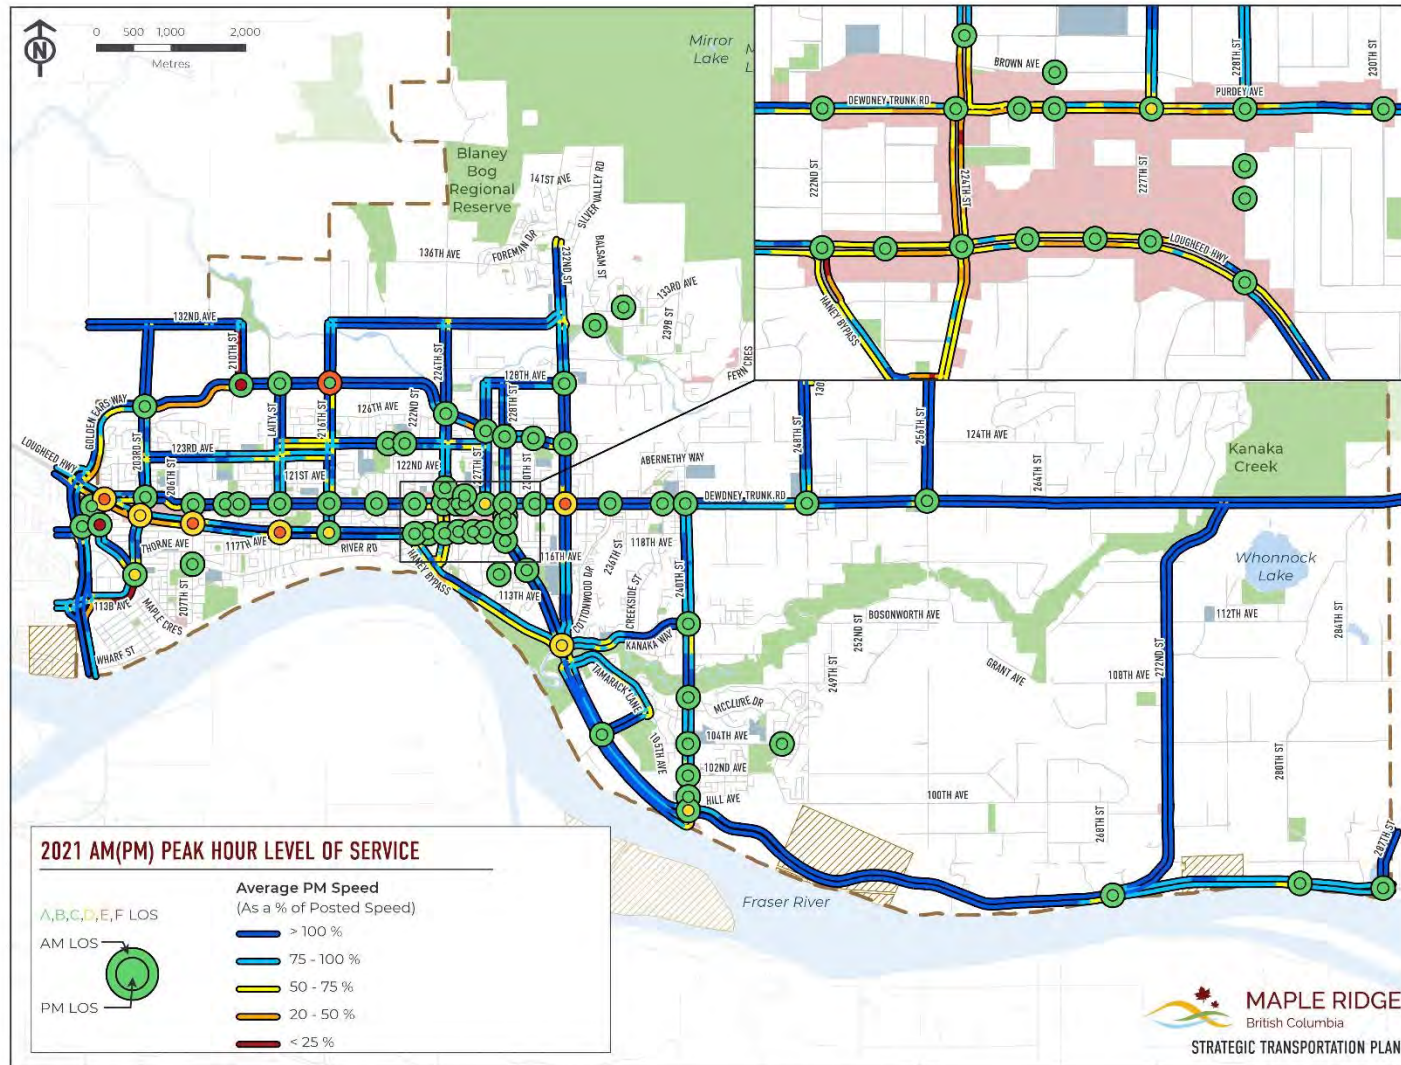 N
0 500 1,000 2,000
Metres
Mirror
Lake
Blaney
Bog
Regional
Reserve
141ST AVE
SILVER VALLEY RD
FOREMAN DR
136TH AVE
232ND ST
BALSAM ST
133RD AVE
239B ST
FERN CRES
132ND AVE
210TH ST
224TH ST
128TH AVE
228TH ST
GOLDEN EARS WAY
LAITY ST
216TH ST
126TH AVE
222ND ST
LOUGHEED HWY
203RD ST
123RD AVE
206TH ST
121ST AVE
122ND AVE
227TH ST
230TH ST
ABERNETHY WAY
DEWDNEY TRUNK RD
248TH ST
256TH ST
124TH AVE
264TH ST
Kanaka
Creek
THORNE AVE
117TH AVE
RIVER RD
HANEY BYPASS
116TH AVE
236TH ST
118TH AVE
240TH ST
113TH AVE
COTTONWOOD DR
CREEKSIDE ST
KANAKA WAY
207TH ST
113B AVE
MAPLE CRES
WHARF ST
TAMARACK LANE
MCCLURE DR
105TH AVE
104TH AVE
102ND AVE
HILL AVE
252ND ST
BOSONWORTH AVE
249TH ST
GRANT AVE
108TH AVE
272ND ST
Whonnock
Lake
112TH AVE
284TH ST
280TH ST
100TH AVE
268TH ST
287TH ST
Fraser River
BROWN AVE
228TH ST
230TH ST
DEWDNEY TRUNK RD
PURDEY AVE
222ND ST
224TH ST
227TH ST
LOUGHEED HWY
HANEY BYPASS
2021 AM(PM) PEAK HOUR LEVEL OF SERVICE
A,B,C,D,E,F LOS
AM LOS
PM LOS
Average PM Speed
(As a % of Posted Speed)
> 100 %
75 - 100 %
50 - 75 %
20 - 50 %
< 25 %
MAPLE RIDGE
British Columbia
STRATEGIC TRANSPORTATION PLAN